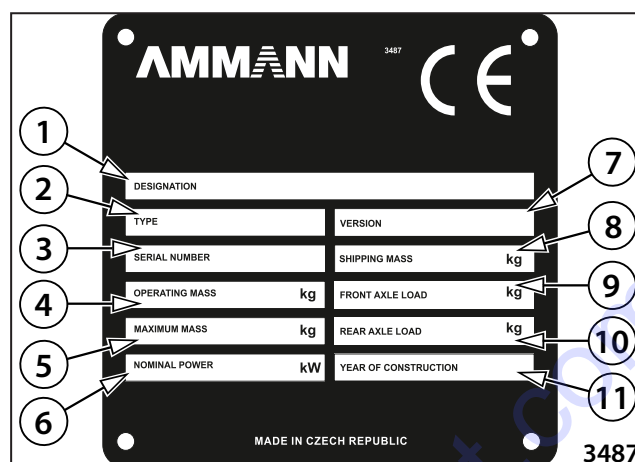 AMMANN
3487
CE
1
DESIGNATION
7
2
TYPE
VERSION
3
SERIAL NUMBER
SHIPPING MASS kg
8
4
OPERATING MASS kg
FRONT AXLE LOAD kg
9
5
MAXIMUM MASS kg
REAR AXLE LOAD kg
10
6
NOMINAL POWER kW
YEAR OF CONSTRUCTION
11
MADE IN CZECH REPUBLIC
3487